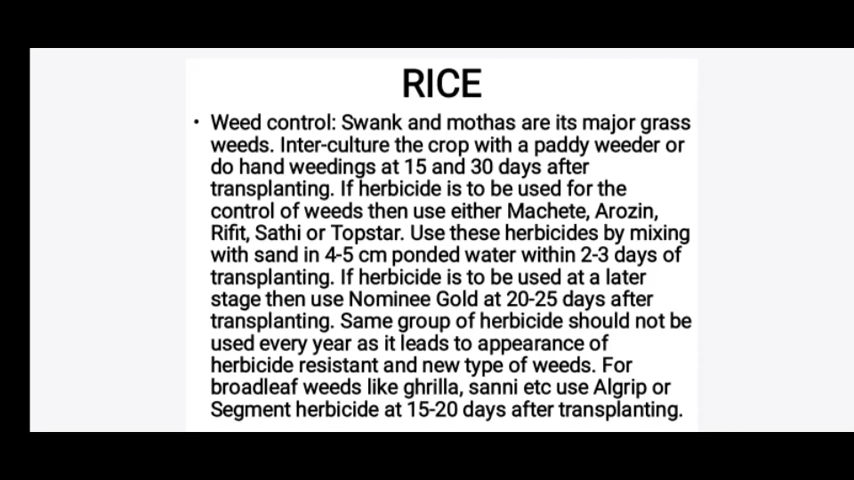 RICE
• Weed control: Swank and mothas are its major grass
weeds. Inter-culture the crop with a paddy weeder or
do hand weedings at 15 and 30 days after
transplanting. If herbicide is to be used for the
control of weeds then use either Machete, Arozin,
Rifit, Sathi or Topstar. Use these herbicides by mixing
with sand in 4-5 cm ponded water within 2-3 days of
transplanting. If herbicide is to be used at a later
stage then use Nominee Gold at 20-25 days after
transplanting. Same group of herbicide should not be
used every year as it leads to appearance of
herbicide resistant and new type of weeds. For
broadleaf weeds like ghrilla, sanni etc use Algrip or
Segment herbicide at 15-20 days after transplanting.